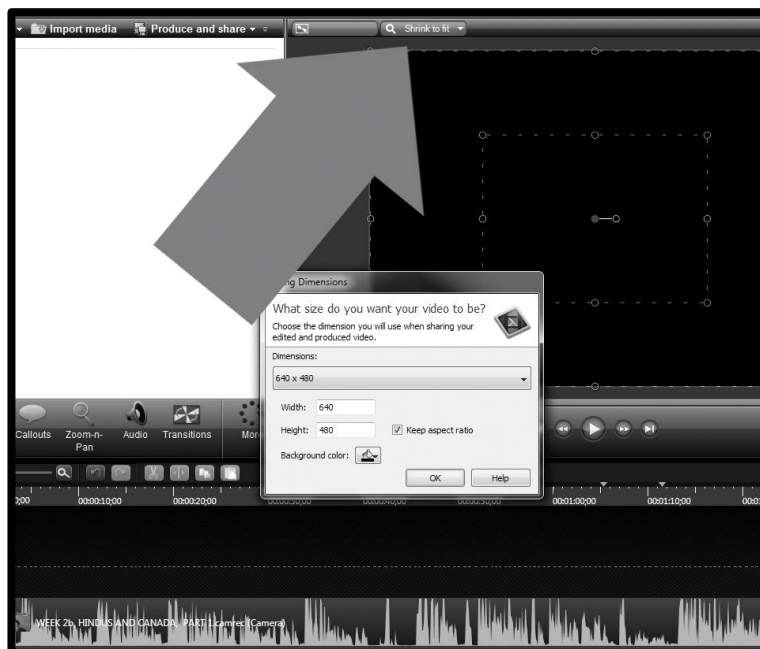 Import media Produce and share Shrink to fit
ng Dimensions
What size do you want your video to be?
Choose the dimension you will use when sharing your
edited and produced video.
Dimensions:
640 x 480
Width: 640
Height: 480 Keep aspect ratio
Background color:
OK Help
Callouts Zoom-n-Pan Audio Transitions Mor
00:00:10;00 00:00:20;00 00:01:00;00 00:01:10;00
WEEK 2b, HINDUS AND CANADA, PART 1.camrec (Camera)